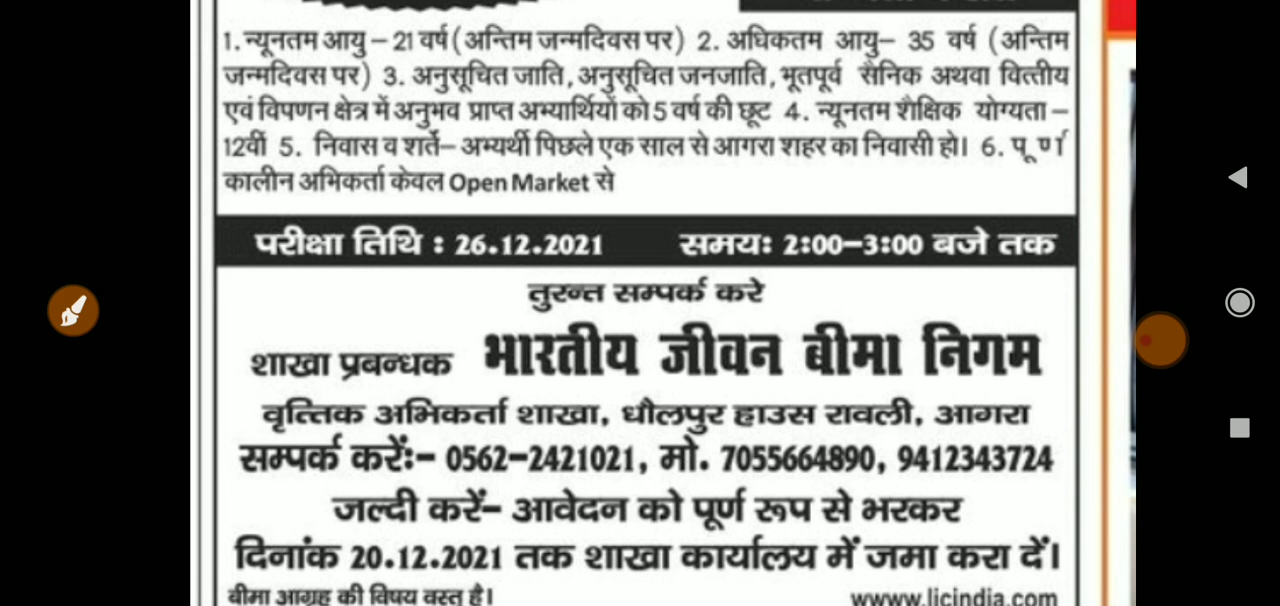 1. न्यूनतम आयु – 21 वर्ष (अन्तिम जन्मदिवस पर) 2. अधिकतम आयु– 35 वर्ष (अन्तिम
जन्मदिवस पर) 3. अनुसूचित जाति, अनुसूचित जनजाति, भूतपूर्व सैनिक अथवा वित्तीय
एवं विपणन क्षेत्र में अनुभव प्राप्त अभ्यार्थियों को 5 वर्ष की छूट 4. न्यूनतम शैक्षिक योग्यता –
12वीं 5. निवास व शर्ते– अभ्यर्थी पिछले एक साल से आगरा शहर का निवासी हो। 6. पूर्ण
कालीन अभिकर्ता केवल Open Market से
परीक्षा तिथि : 26.12.2021 समयः 2:00–3:00 बजे तक
तुरन्त सम्पर्क करे
शाखा प्रबन्धक भारतीय जीवन बीमा निगम
वृत्तिक अभिकर्ता शाखा, धौलपुर हाउस रावली, आगरा
सम्पर्क करेंः– 0562–2421021, मो. 7055664890, 9412343724
जल्दी करें– आवेदन को पूर्ण रूप से भरकर
दिनांक 20.12.2021 तक शाखा कार्यालय में जमा करा दें।
बीमा आग्रह की विषय वस्तु है। www.licindia.com